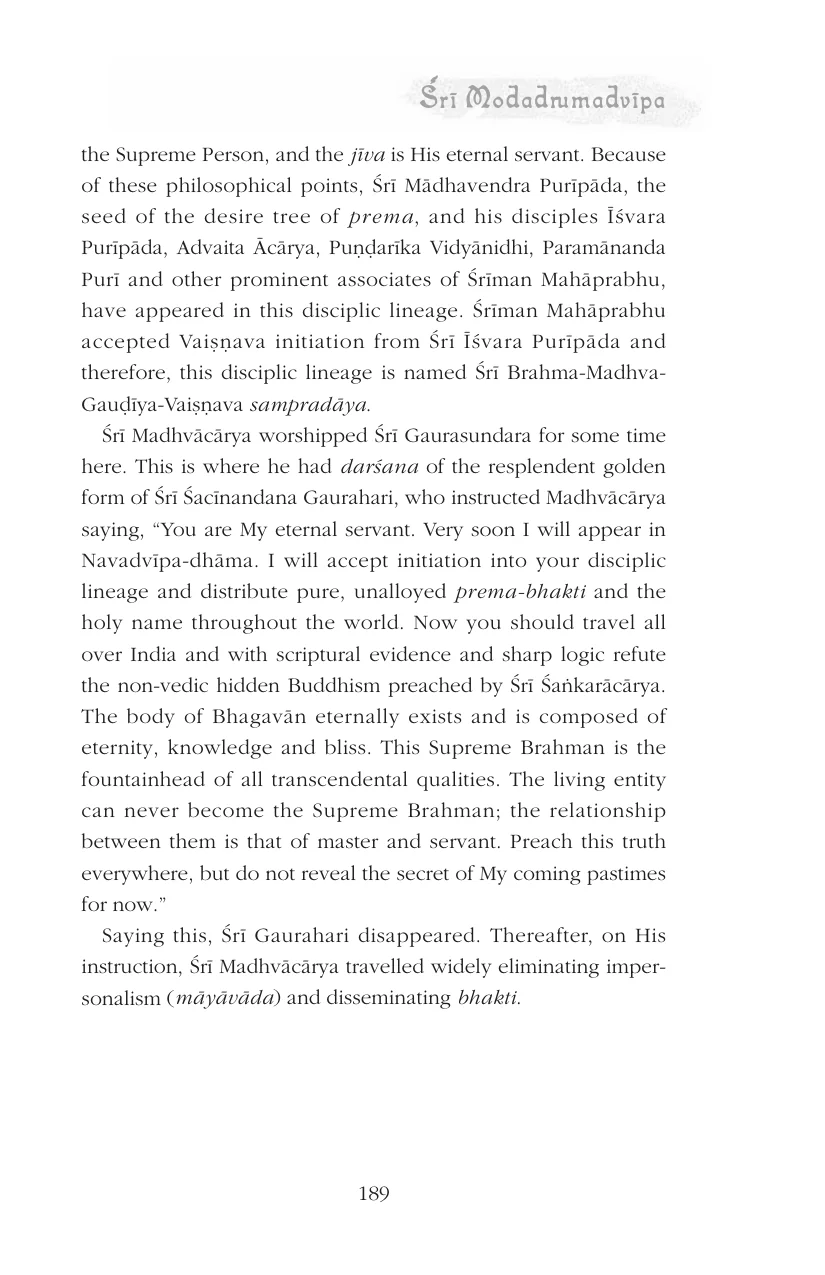 Śrī Modadrumadvīpa
the Supreme Person, and the jīva is His eternal servant. Because
of these philosophical points, Śrī Mādhavendra Purīpāda, the
seed of the desire tree of prema, and his disciples Īśvara
Purīpāda, Advaita Ācārya, Puṇḍarīka Vidyānidhi, Paramānanda
Purī and other prominent associates of Śrīman Mahāprabhu,
have appeared in this disciplic lineage. Śrīman Mahāprabhu
accepted Vaiṣṇava initiation from Śrī Īśvara Purīpāda and
therefore, this disciplic lineage is named Śrī Brahma-Madhva-
Gauḍīya-Vaiṣṇava sampradāya.
Śrī Madhvācārya worshipped Śrī Gaurasundara for some time
here. This is where he had darśana of the resplendent golden
form of Śrī Śacīnandana Gaurahari, who instructed Madhvācārya
saying, “You are My eternal servant. Very soon I will appear in
Navadvīpa-dhāma. I will accept initiation into your disciplic
lineage and distribute pure, unalloyed prema-bhakti and the
holy name throughout the world. Now you should travel all
over India and with scriptural evidence and sharp logic refute
the non-vedic hidden Buddhism preached by Śrī Śaṅkarācārya.
The body of Bhagavān eternally exists and is composed of
eternity, knowledge and bliss. This Supreme Brahman is the
fountainhead of all transcendental qualities. The living entity
can never become the Supreme Brahman; the relationship
between them is that of master and servant. Preach this truth
everywhere, but do not reveal the secret of My coming pastimes
for now.”
Saying this, Śrī Gaurahari disappeared. Thereafter, on His
instruction, Śrī Madhvācārya travelled widely eliminating imper-
sonalism (māyāvāda) and disseminating bhakti.
189